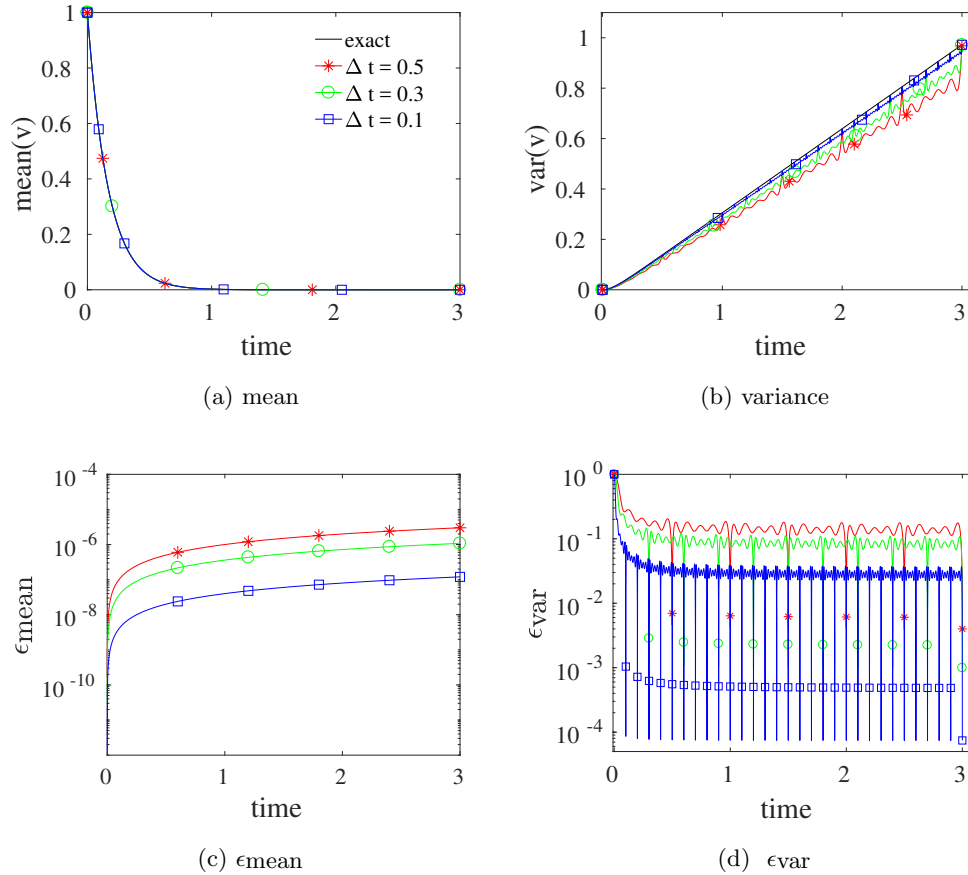 mean(v)
1
0.8
0.6
0.4
0.2
0
exact
Δ t = 0.5
Δ t = 0.3
Δ t = 0.1
0 1 2 3
time
(a) mean
var(v)
1
0.8
0.6
0.4
0.2
0
0 1 2 3
time
(b) variance
ϵmean
10^-4
10^-6
10^-8
10^-10
0 1 2 3
time
(c) ϵmean
ϵvar
10^0
10^-1
10^-2
10^-3
10^-4
0 1 2 3
time
(d) ϵvar